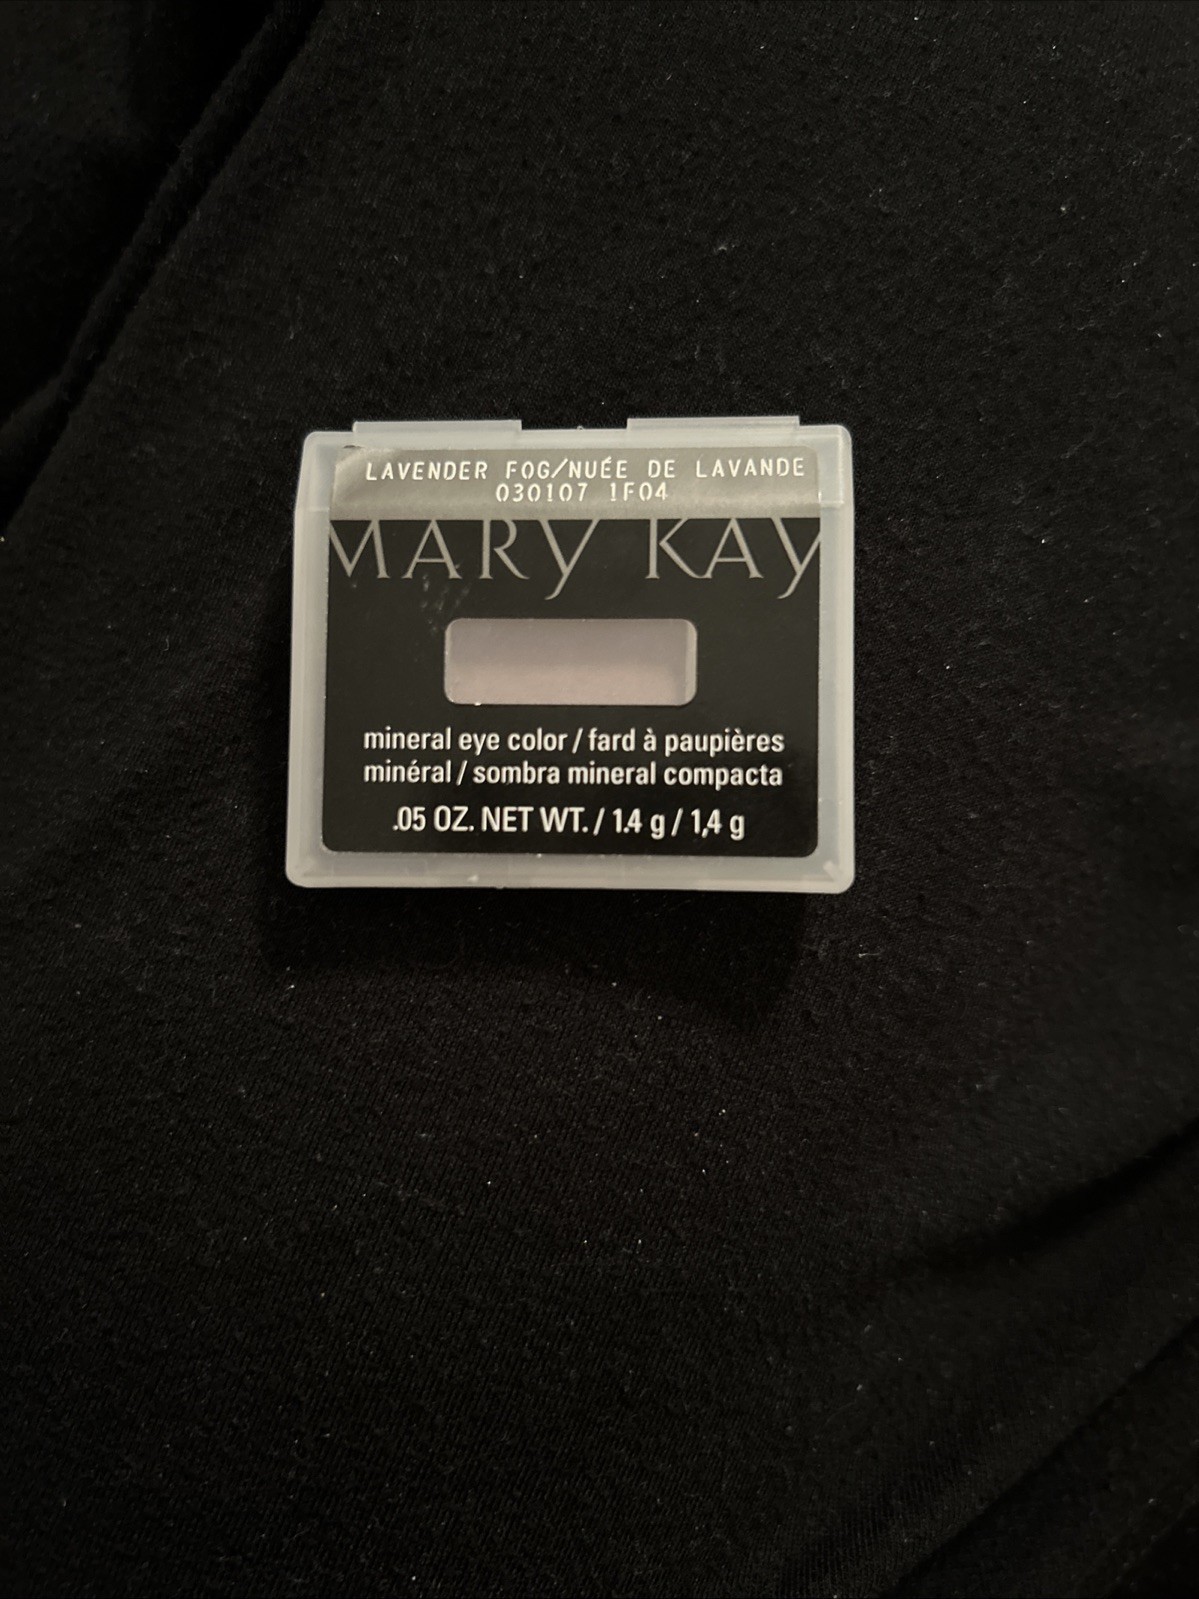 LAVENDER FOG/NUÉE DE LAVANDE
030107 1F04
MARY KAY
mineral eye color / fard à paupières
minéral / sombra mineral compacta
.05 OZ. NET WT. / 1.4 g / 1,4 g